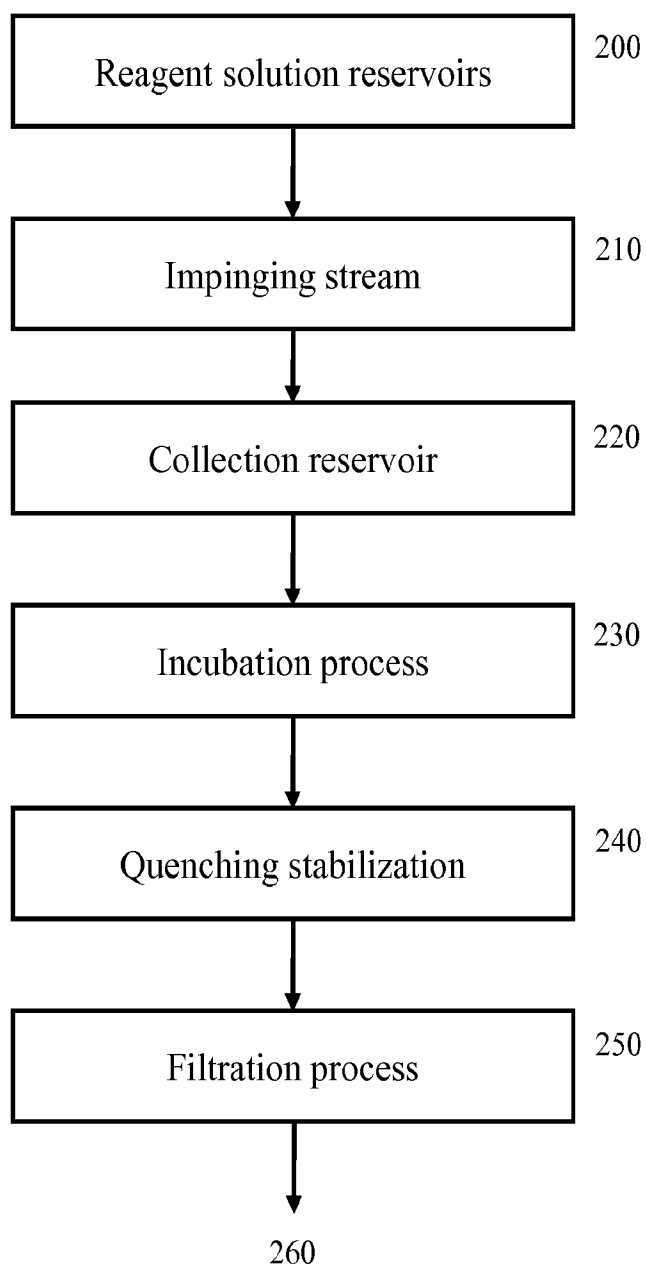 200
Reagent solution reservoirs
210
Impinging stream
220
Collection reservoir
230
Incubation process
240
Quenching stabilization
250
Filtration process
260